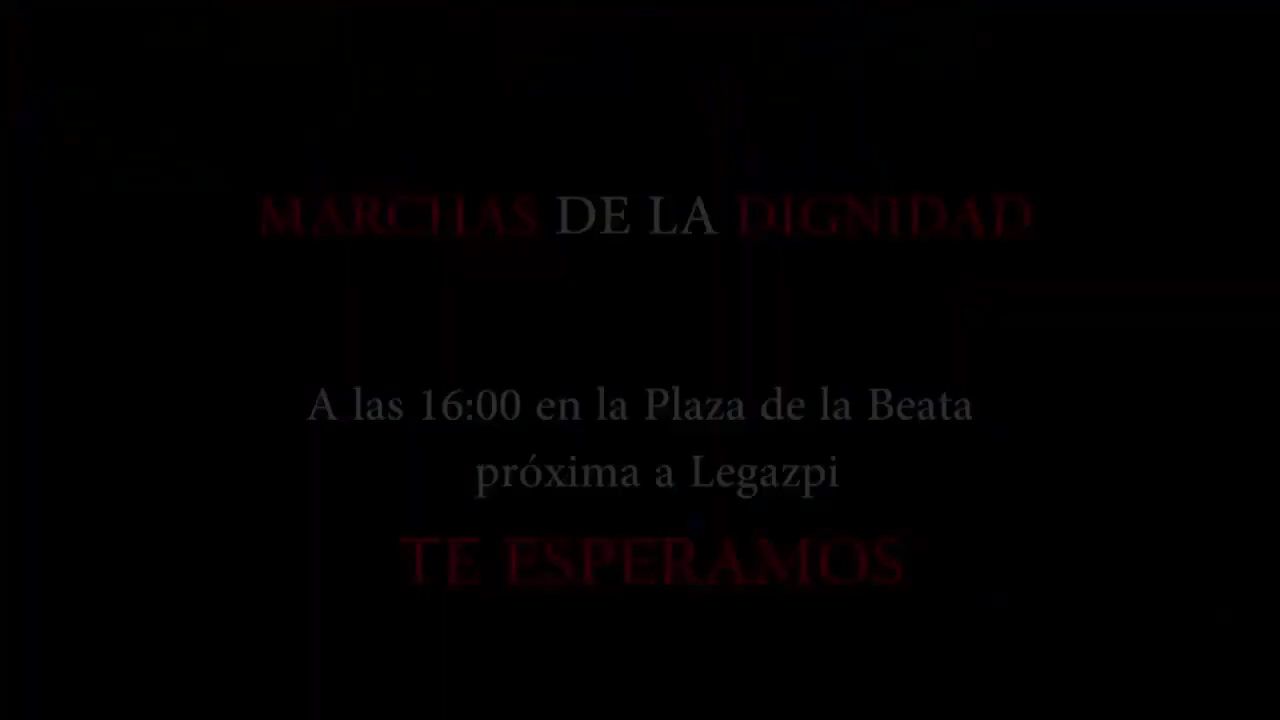 MARCHAS DE LA DIGNIDAD
A las 16:00 en la Plaza de la Beata
próxima a Legazpi
TE ESPERAMOS